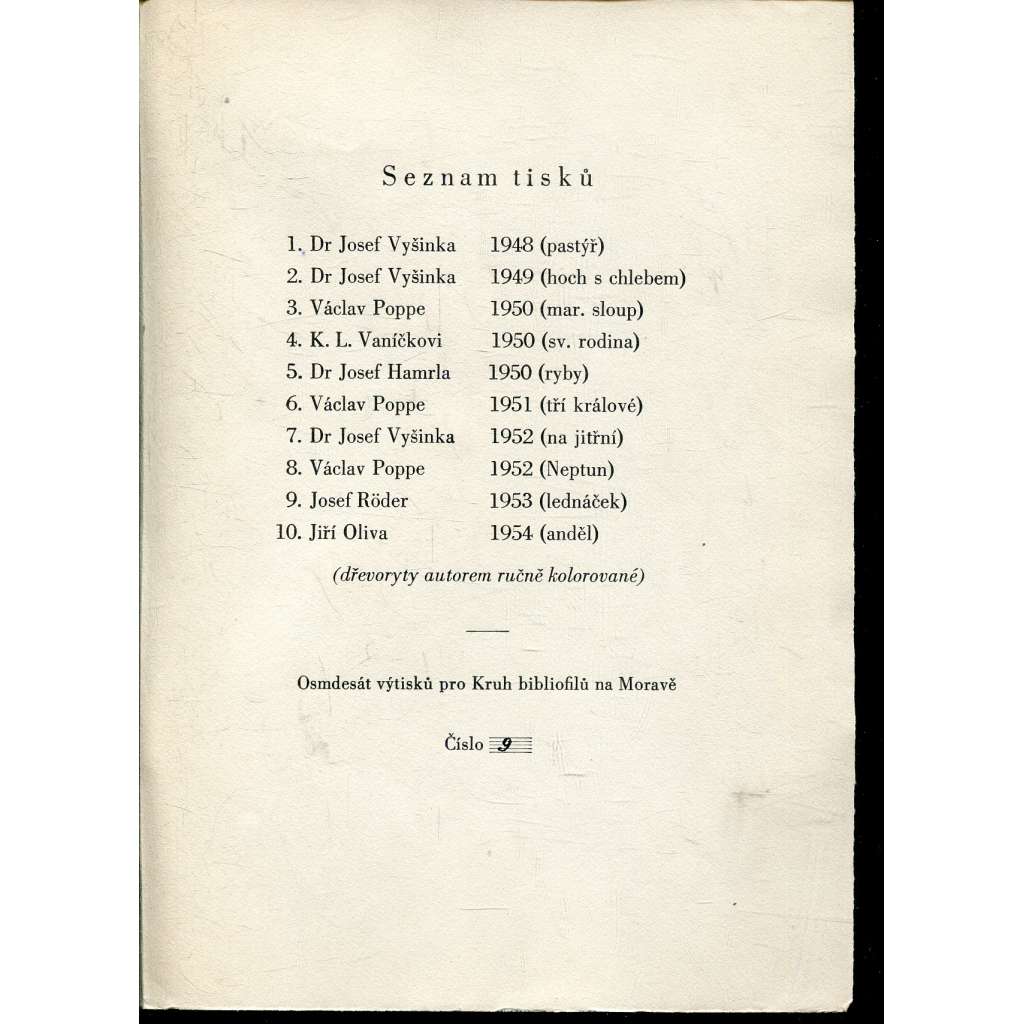 Seznam tisků
1. Dr Josef Vyšinka 1948 (pastýř)
2. Dr Josef Vyšinka 1949 (hoch s chlebem)
3. Václav Poppe 1950 (mar. sloup)
4. K. L. Vaníčkovi 1950 (sv. rodina)
5. Dr Josef Hamrla 1950 (ryby)
6. Václav Poppe 1951 (tří králové)
7. Dr Josef Vyšinka 1952 (na jitřní)
8. Václav Poppe 1952 (Neptun)
9. Josef Röder 1953 (lednáček)
10. Jiří Oliva 1954 (anděl)
(dřevoryty autorem ručně kolorované)
Osmdesát výtisků pro Kruh bibliofilů na Moravě
Číslo 9